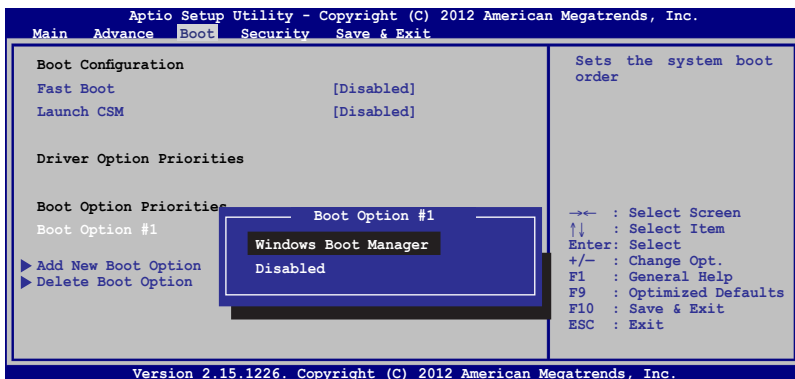 Aptio Setup Utility - Copyright (C) 2012 American Megatrends, Inc.
Main Advance Boot Security Save & Exit
Boot Configuration
Fast Boot [Disabled]
Launch CSM [Disabled]
Driver Option Priorities
Boot Option Priorities
Boot Option #1
Add New Boot Option
Delete Boot Option
Boot Option #1
Windows Boot Manager
Disabled
Sets the system boot
order
→← : Select Screen
↑↓ : Select Item
Enter: Select
+/— : Change Opt.
F1 : General Help
F9 : Optimized Defaults
F10 : Save & Exit
ESC : Exit
Version 2.15.1226. Copyright (C) 2012 American Megatrends, Inc.